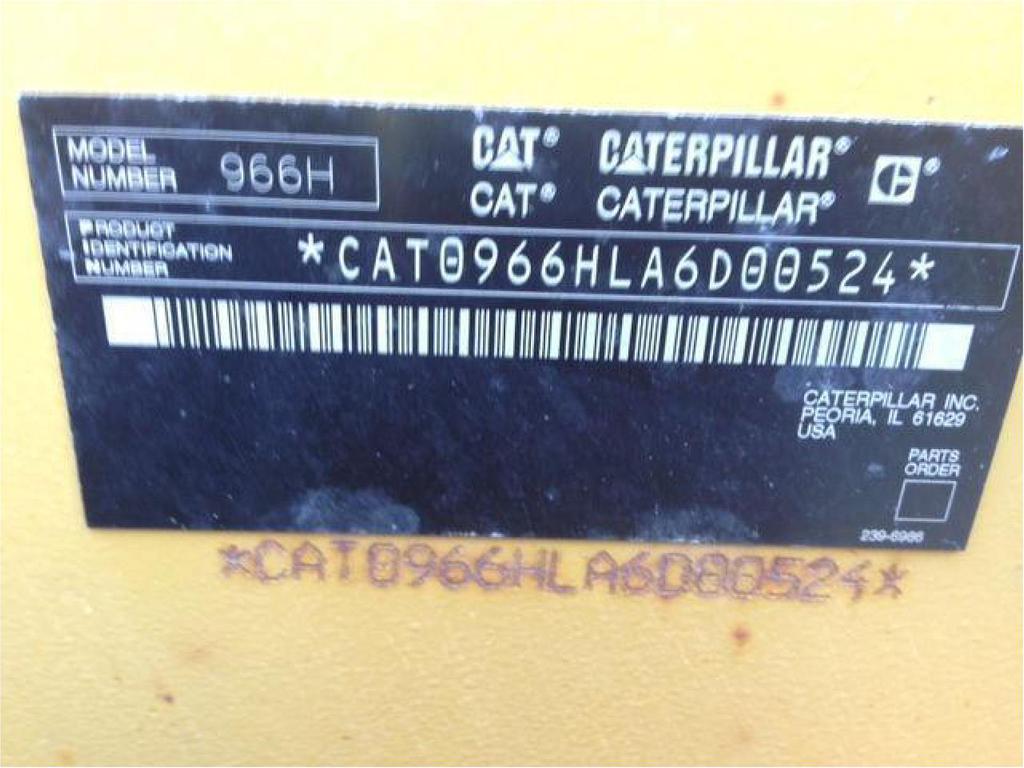 MODEL NUMBER 966H
CAT® CATERPILLAR®
CAT® CATERPILLAR®
PRODUCT
IDENTIFICATION
NUMBER
*CAT0966HLA6D00524*
CATERPILLAR INC.
PEORIA, IL 61629
USA
PARTS
ORDER
239-6986
*CAT0966HLA6D00524*